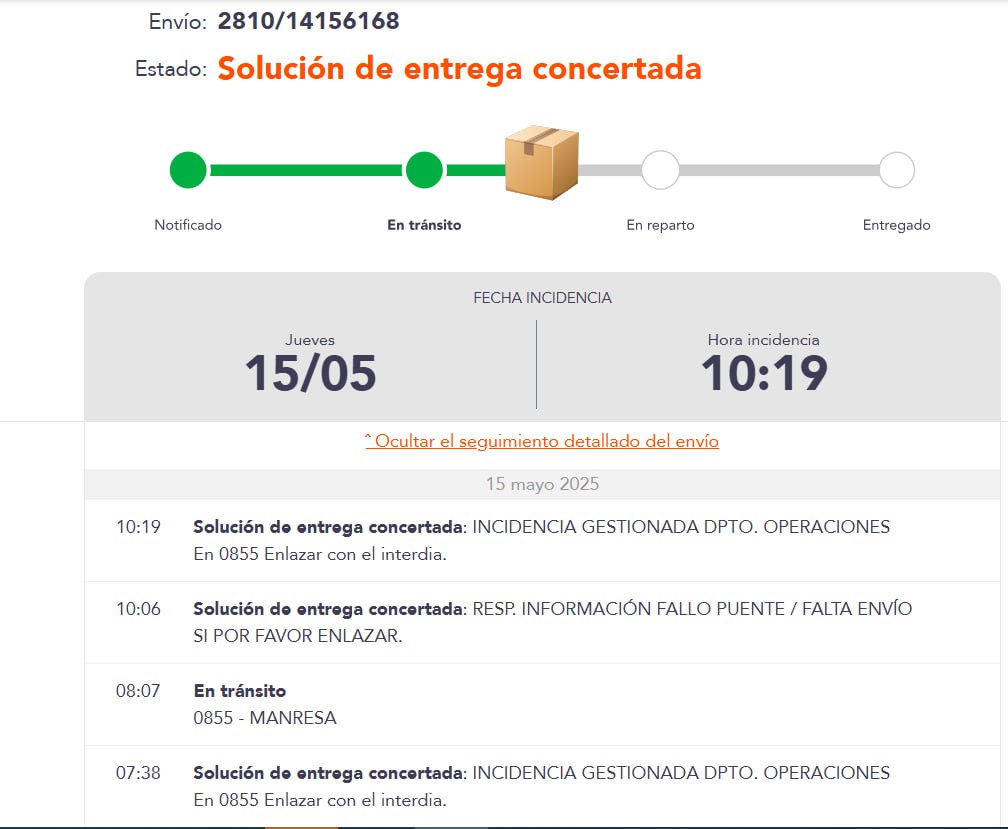 Envío: 2810/14156168
Estado: Solución de entrega concertada
Notificado
En tránsito
En reparto
Entregado
FECHA INCIDENCIA
Jueves
15/05
Hora incidencia
10:19
ˆ Ocultar el seguimiento detallado del envío
15 mayo 2025
10:19 Solución de entrega concertada: INCIDENCIA GESTIONADA DPTO. OPERACIONES
En 0855 Enlazar con el interdia.
10:06 Solución de entrega concertada: RESP. INFORMACIÓN FALLO PUENTE / FALTA ENVÍO
SI POR FAVOR ENLAZAR.
08:07 En tránsito
0855 - MANRESA
07:38 Solución de entrega concertada: INCIDENCIA GESTIONADA DPTO. OPERACIONES
En 0855 Enlazar con el interdia.